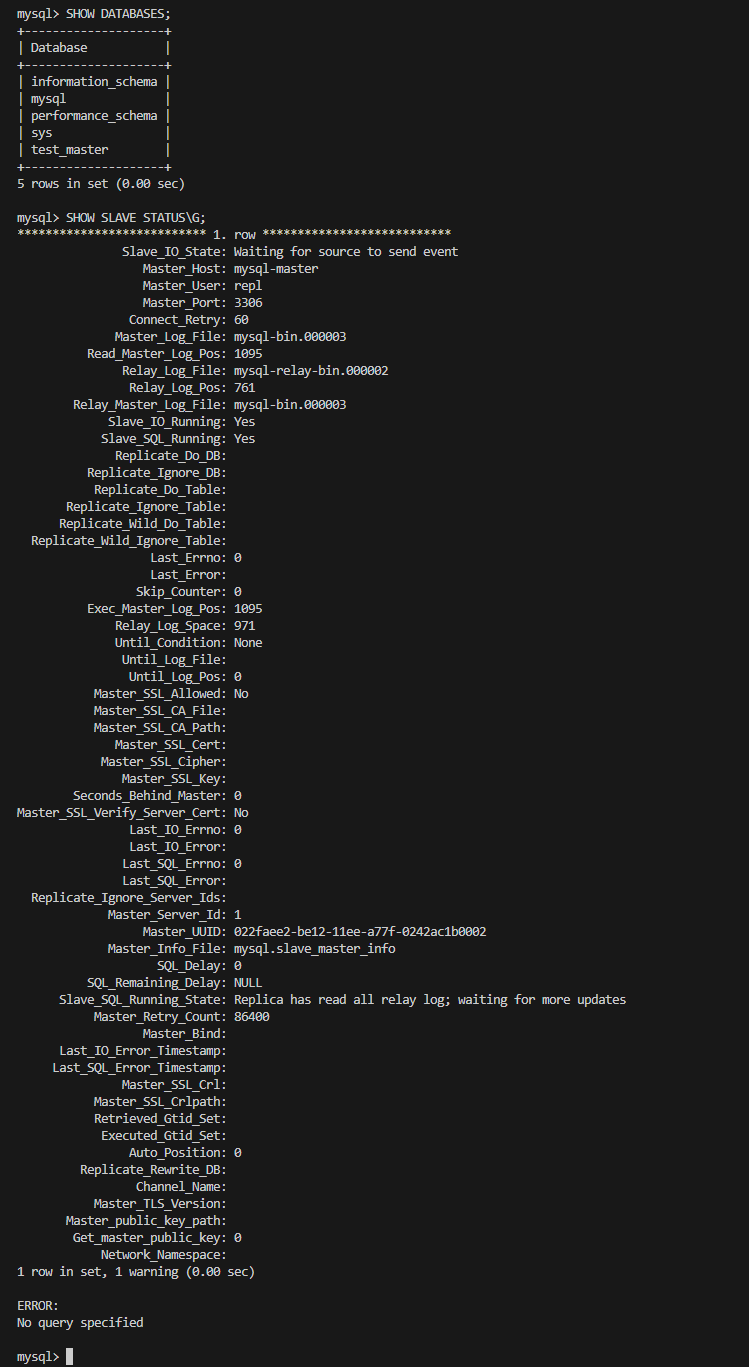 mysql> SHOW DATABASES;
+--------------------+
| Database           |
+--------------------+
| information_schema |
| mysql              |
| performance_schema |
| sys                |
| test_master        |
+--------------------+
5 rows in set (0.00 sec)

mysql> SHOW SLAVE STATUS\G;
*************************** 1. row ***************************
               Slave_IO_State: Waiting for source to send event
                  Master_Host: mysql-master
                  Master_User: repl
                  Master_Port: 3306
                Connect_Retry: 60
              Master_Log_File: mysql-bin.000003
          Read_Master_Log_Pos: 1095
               Relay_Log_File: mysql-relay-bin.000002
                Relay_Log_Pos: 761
        Relay_Master_Log_File: mysql-bin.000003
             Slave_IO_Running: Yes
            Slave_SQL_Running: Yes
              Replicate_Do_DB:
          Replicate_Ignore_DB:
           Replicate_Do_Table:
       Replicate_Ignore_Table:
      Replicate_Wild_Do_Table:
  Replicate_Wild_Ignore_Table:
                   Last_Errno: 0
                   Last_Error:
                 Skip_Counter: 0
          Exec_Master_Log_Pos: 1095
              Relay_Log_Space: 971
              Until_Condition: None
               Until_Log_File:
                Until_Log_Pos: 0
           Master_SSL_Allowed: No
           Master_SSL_CA_File:
           Master_SSL_CA_Path:
              Master_SSL_Cert:
            Master_SSL_Cipher:
               Master_SSL_Key:
        Seconds_Behind_Master: 0
Master_SSL_Verify_Server_Cert: No
                Last_IO_Errno: 0
                Last_IO_Error:
               Last_SQL_Errno: 0
               Last_SQL_Error:
  Replicate_Ignore_Server_Ids:
             Master_Server_Id: 1
                  Master_UUID: 022faee2-be12-11ee-a77f-0242ac1b0002
             Master_Info_File: mysql.slave_master_info
                    SQL_Delay: 0
          SQL_Remaining_Delay: NULL
      Slave_SQL_Running_State: Replica has read all relay log; waiting for more updates
           Master_Retry_Count: 86400
                  Master_Bind:
      Last_IO_Error_Timestamp:
     Last_SQL_Error_Timestamp:
               Master_SSL_Crl:
           Master_SSL_Crlpath:
           Retrieved_Gtid_Set:
            Executed_Gtid_Set:
                Auto_Position: 0
         Replicate_Rewrite_DB:
                 Channel_Name:
           Master_TLS_Version:
       Master_public_key_path:
        Get_master_public_key: 0
            Network_Namespace:
1 row in set, 1 warning (0.00 sec)

ERROR:
No query specified

mysql>